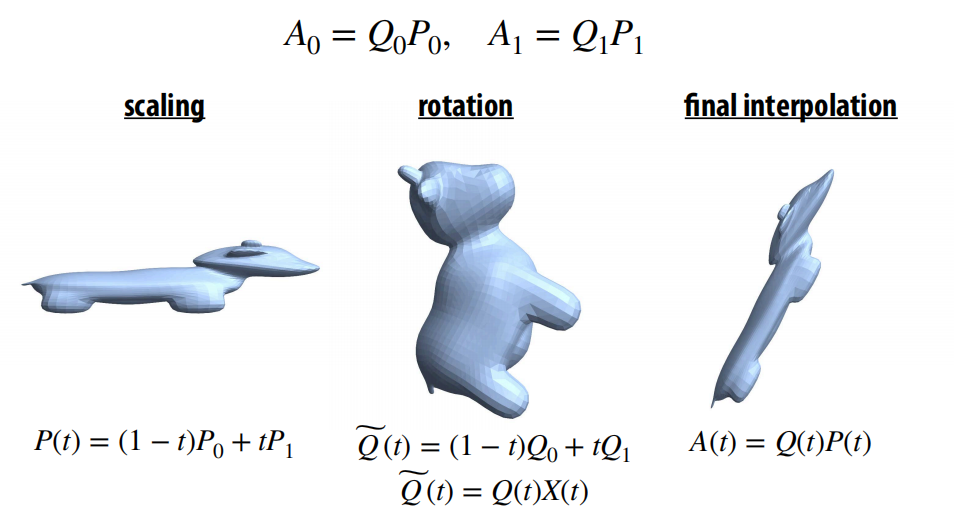 A₀ = Q₀P₀, A₁ = Q₁P₁
scaling rotation final interpolation
P(t) = (1 − t)P₀ + tP₁ Q̃(t) = (1 − t)Q₀ + tQ₁ A(t) = Q(t)P(t)
Q̃(t) = Q(t)X(t)